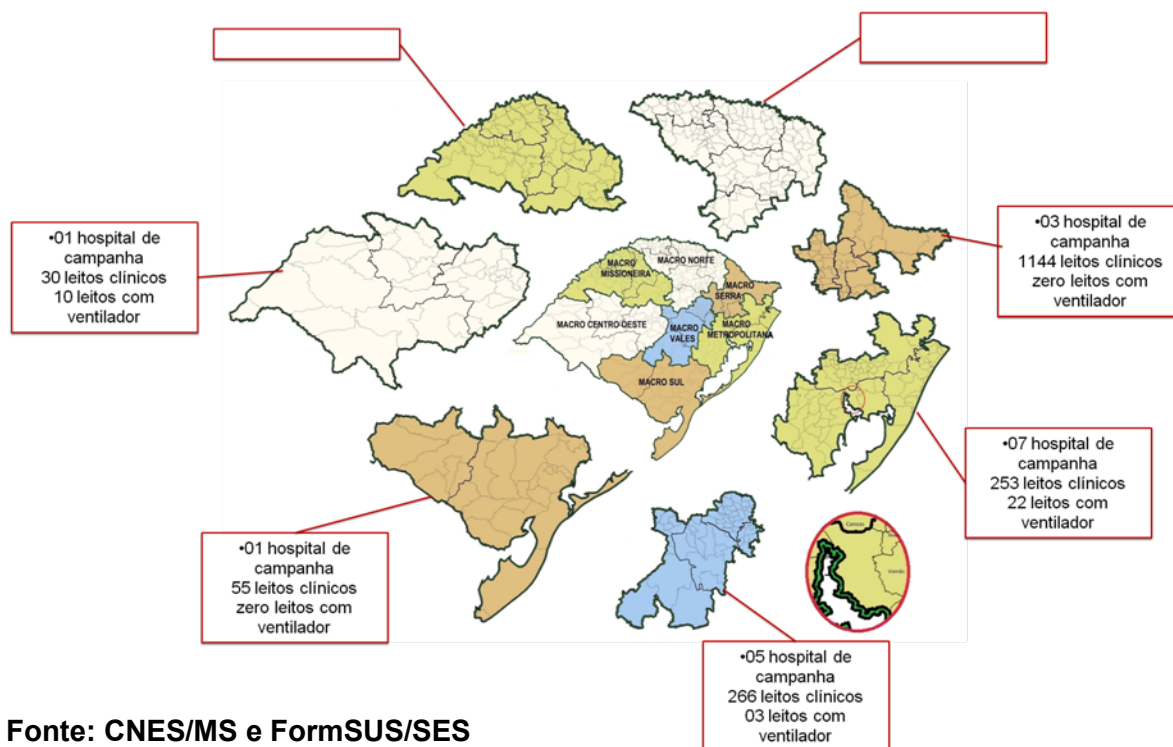 •01 hospital de
campanha
30 leitos clínicos
10 leitos com
ventilador
•03 hospital de
campanha
1144 leitos clínicos
zero leitos com
ventilador
MACRO
MISSIONEIRA
MACRO NORTE
MACRO
SERRA
MACRO CENTRO OESTE
MACRO
VALES
MACRO
METROPOLITANA
MACRO SUL
•07 hospital de
campanha
253 leitos clínicos
22 leitos com
ventilador
•01 hospital de
campanha
55 leitos clínicos
zero leitos com
ventilador
Canoas
Viamão
•05 hospital de
campanha
266 leitos clínicos
03 leitos com
ventilador
Fonte: CNES/MS e FormSUS/SES